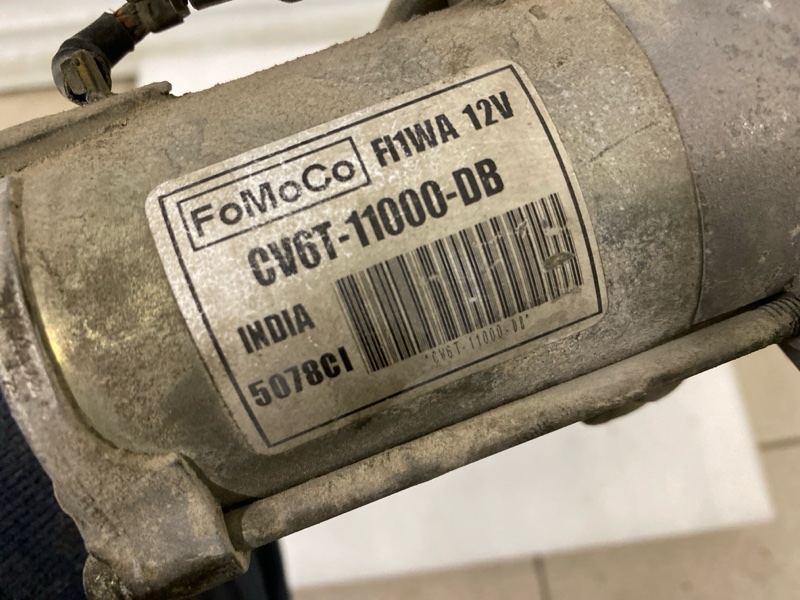 FoMoCo FI1WA 12V
CV6T-11000-DB
INDIA
5078CI
*CV6T-11000-DB*